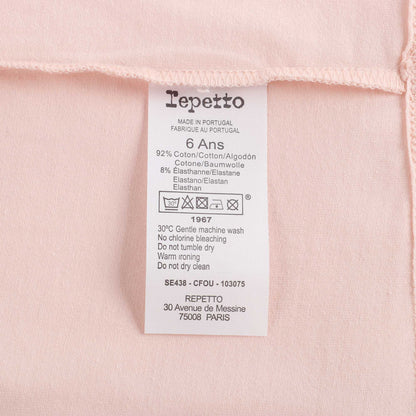 repetto
MADE IN PORTUGAL
FABRIQUE AU PORTUGAL
6 Ans
92% Coton/Cotton/Algodón
Cotone/Baumwolle
8% Élasthanne/Elastane
Elastano/Elastan
Elasthan
30°
®
1967
30ºC Gentle machine wash
No chlorine bleaching
Do not tumble dry
Warm ironing
Do not dry clean
SE438 - CFOU - 103075
REPETTO
30 Avenue de Messine
75008 PARIS